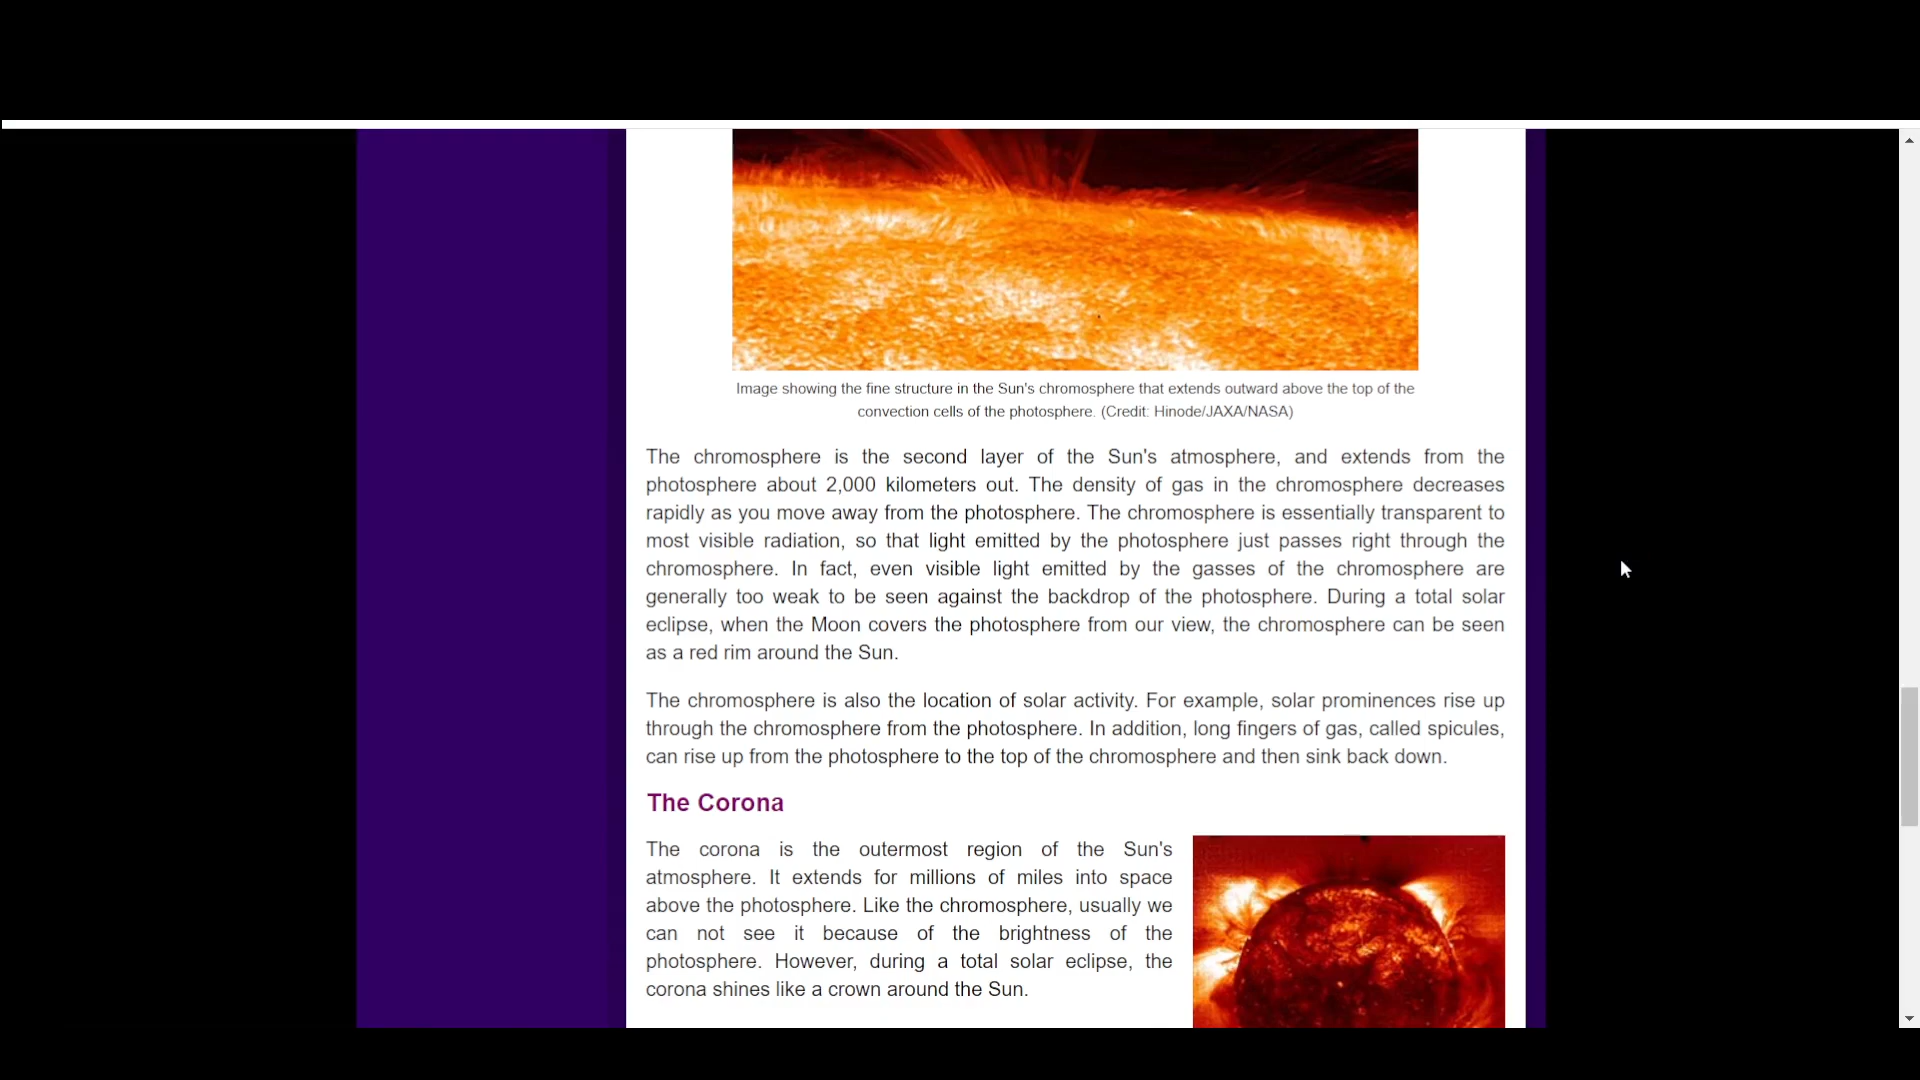 Image showing the fine structure in the Sun's chromosphere that extends outward above the top of the
convection cells of the photosphere. (Credit: Hinode/JAXA/NASA)
The chromosphere is the second layer of the Sun's atmosphere, and extends from the
photosphere about 2,000 kilometers out. The density of gas in the chromosphere decreases
rapidly as you move away from the photosphere. The chromosphere is essentially transparent to
most visible radiation, so that light emitted by the photosphere just passes right through the
chromosphere. In fact, even visible light emitted by the gasses of the chromosphere are
generally too weak to be seen against the backdrop of the photosphere. During a total solar
eclipse, when the Moon covers the photosphere from our view, the chromosphere can be seen
as a red rim around the Sun.
The chromosphere is also the location of solar activity. For example, solar prominences rise up
through the chromosphere from the photosphere. In addition, long fingers of gas, called spicules,
can rise up from the photosphere to the top of the chromosphere and then sink back down.
The Corona
The corona is the outermost region of the Sun's
atmosphere. It extends for millions of miles into space
above the photosphere. Like the chromosphere, usually we
can not see it because of the brightness of the
photosphere. However, during a total solar eclipse, the
corona shines like a crown around the Sun.